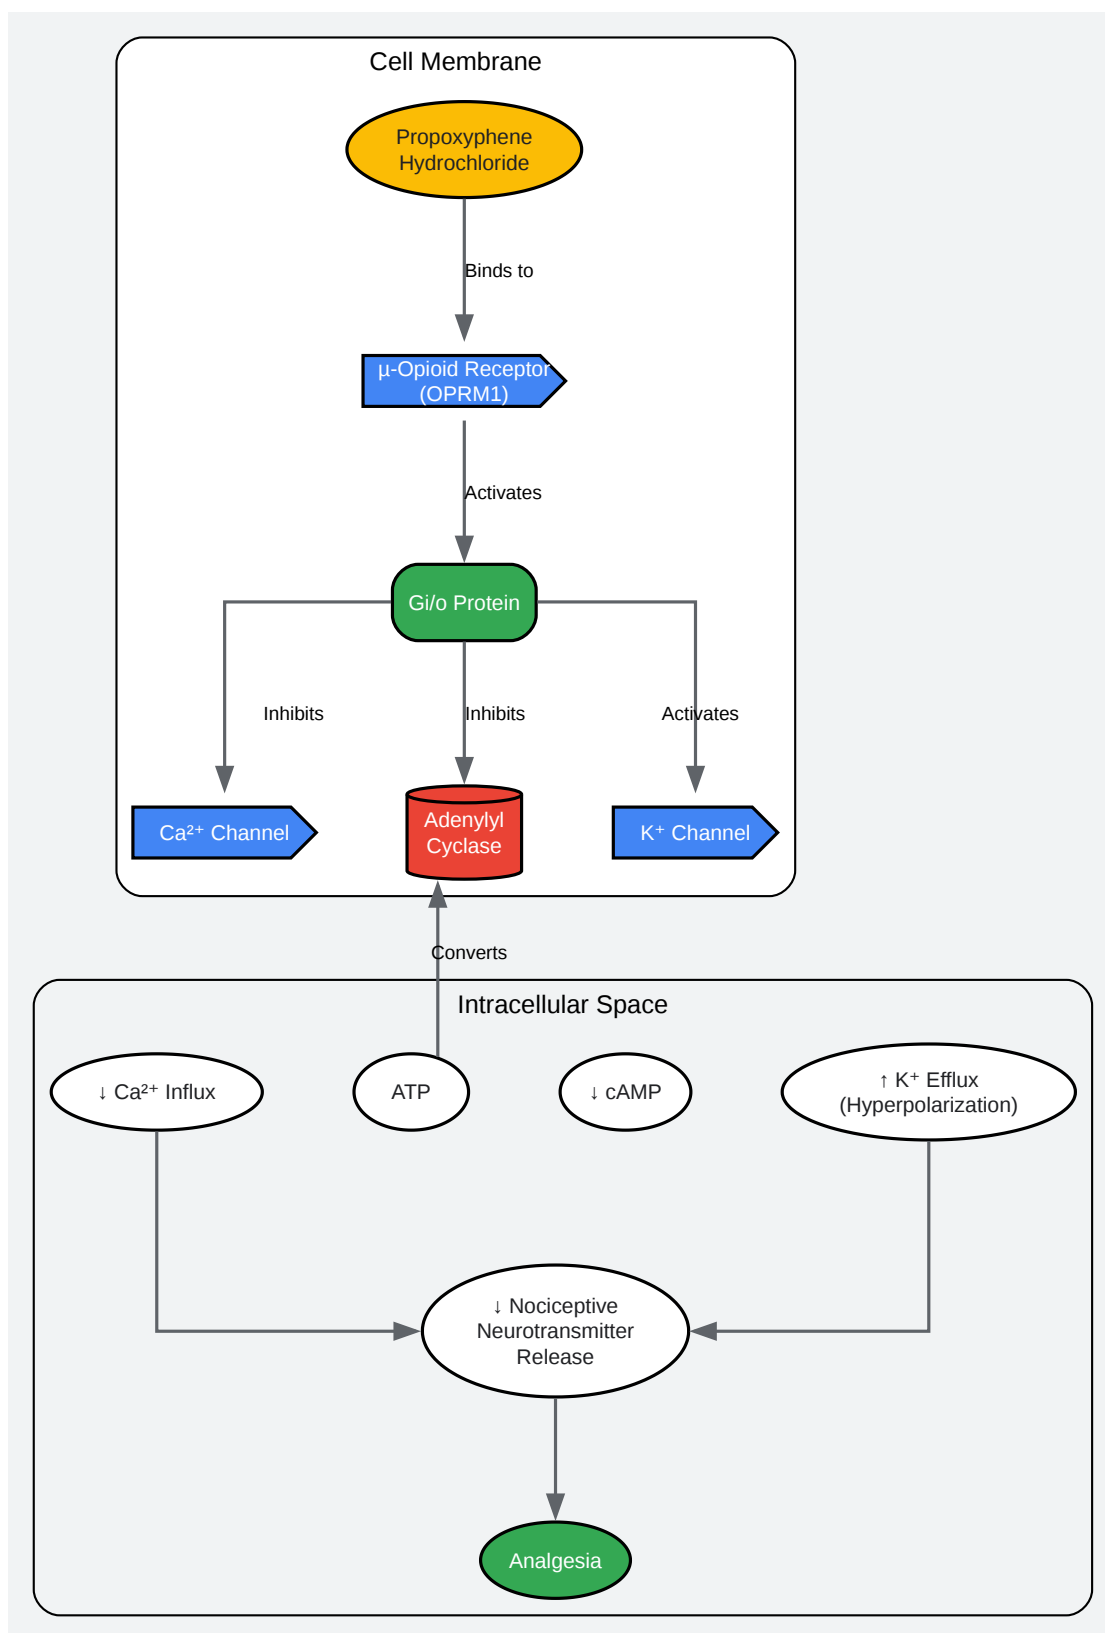 Cell Membrane
Propoxyphene
Hydrochloride
Binds to
µ-Opioid Receptor
(OPRM1)
Activates
Gi/o Protein
Inhibits
Inhibits
Activates
Ca²⁺ Channel
Adenylyl
Cyclase
K⁺ Channel
Converts
Intracellular Space
↓ Ca²⁺ Influx
ATP
↓ cAMP
↑ K⁺ Efflux
(Hyperpolarization)
↓ Nociceptive
Neurotransmitter
Release
Analgesia